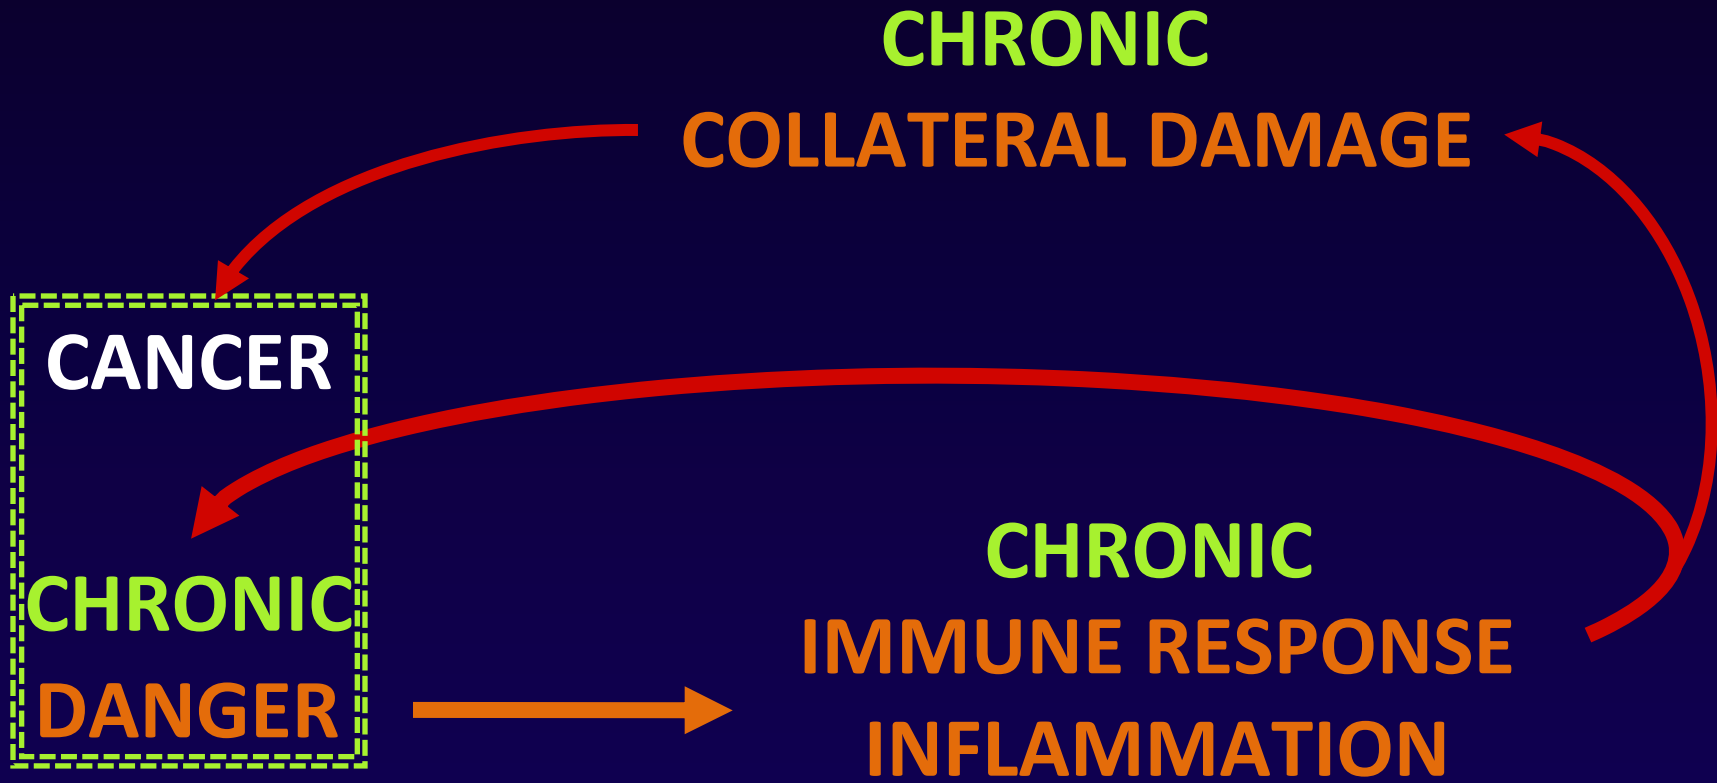 CHRONIC
COLLATERAL DAMAGE
CANCER
CHRONIC
DANGER
CHRONIC
IMMUNE RESPONSE
INFLAMMATION